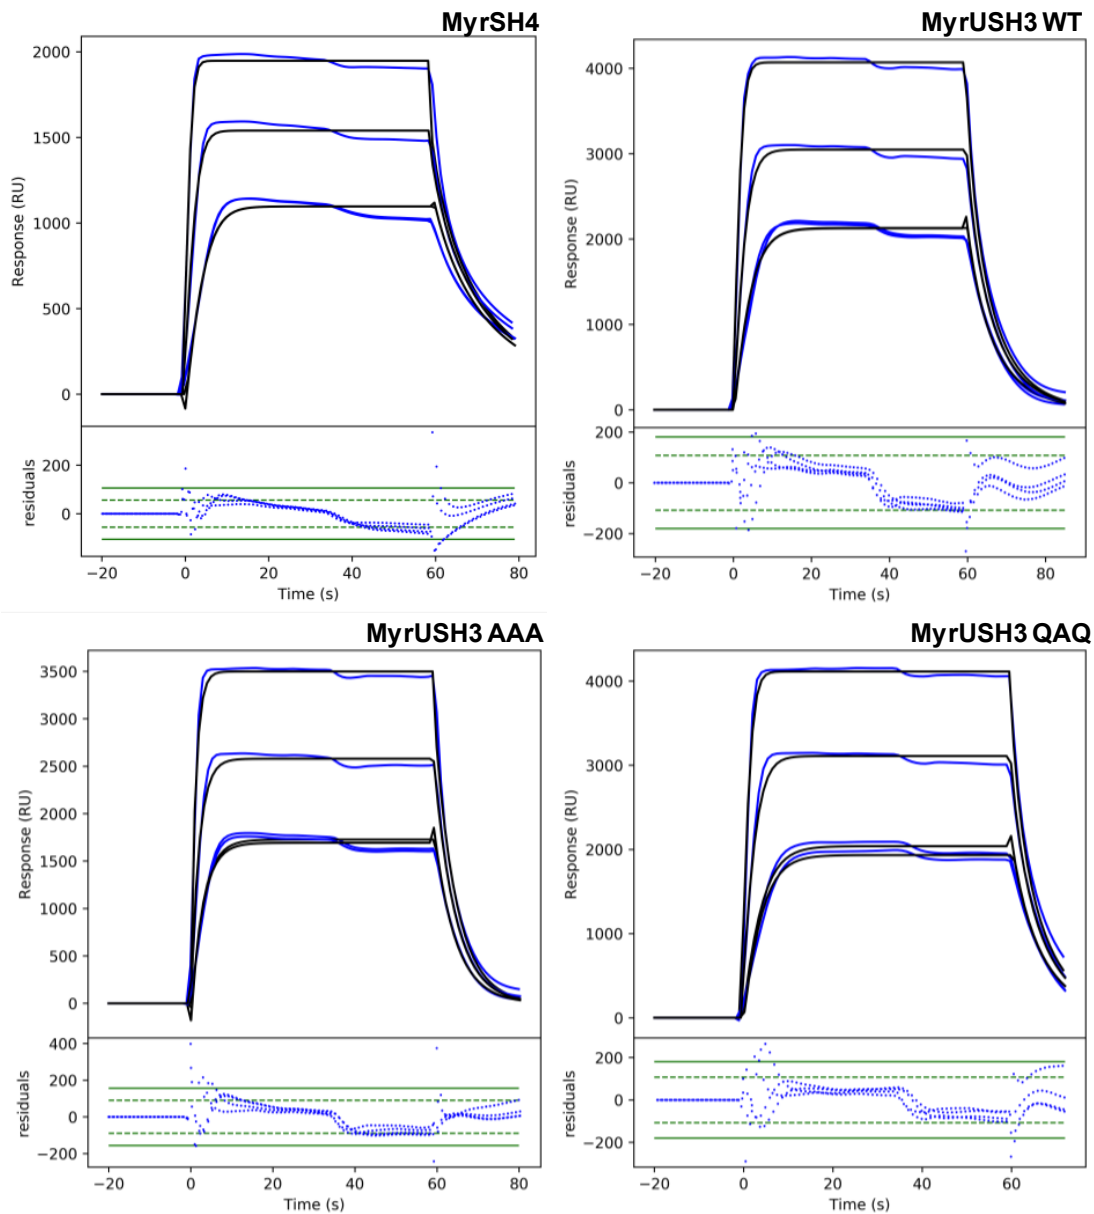 MyrSH4
2000
1500
1000
500
0
Response (RU)
200
0
residuals
−20 0 20 40 60 80
Time (s)
MyrUSH3 WT
4000
3000
2000
1000
0
Response (RU)
200
0
−200
residuals
−20 0 20 40 60 80
Time (s)
MyrUSH3 AAA
3500
3000
2500
2000
1500
1000
500
0
Response (RU)
400
200
0
−200
residuals
−20 0 20 40 60 80
Time (s)
MyrUSH3 QAQ
4000
3000
2000
1000
0
Response (RU)
200
0
−200
residuals
−20 0 20 40 60
Time (s)